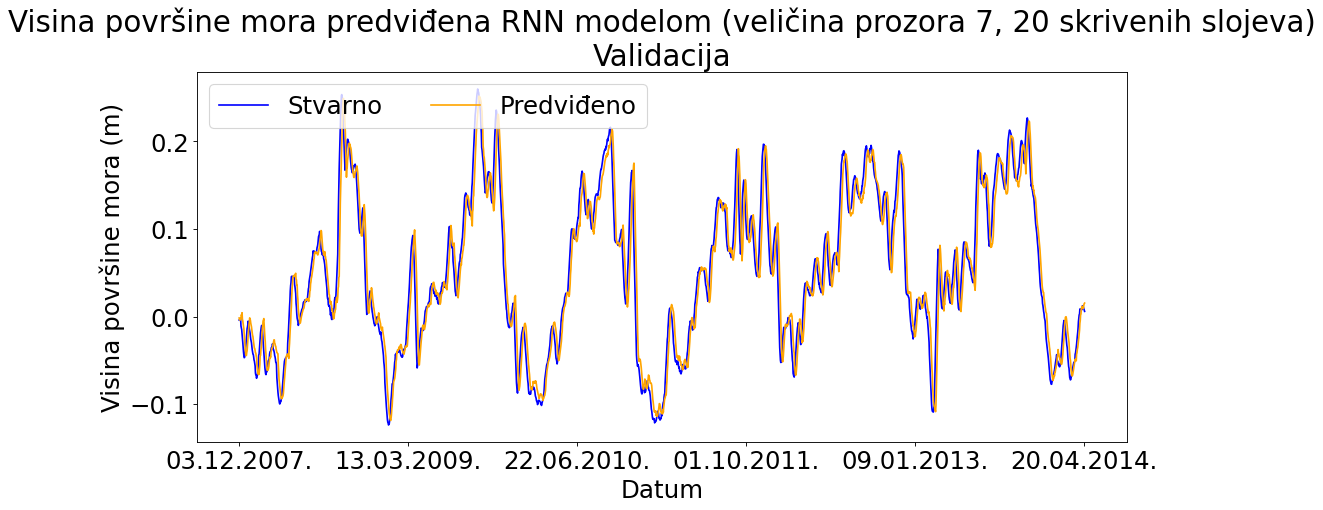 Visina površine mora predviđena RNN modelom (veličina prozora 7, 20 skrivenih slojeva)
Validacija
Stvarno Predviđeno
Visina površine mora (m)
0.2
0.1
0.0
−0.1
03.12.2007. 13.03.2009. 22.06.2010. 01.10.2011. 09.01.2013. 20.04.2014.
Datum